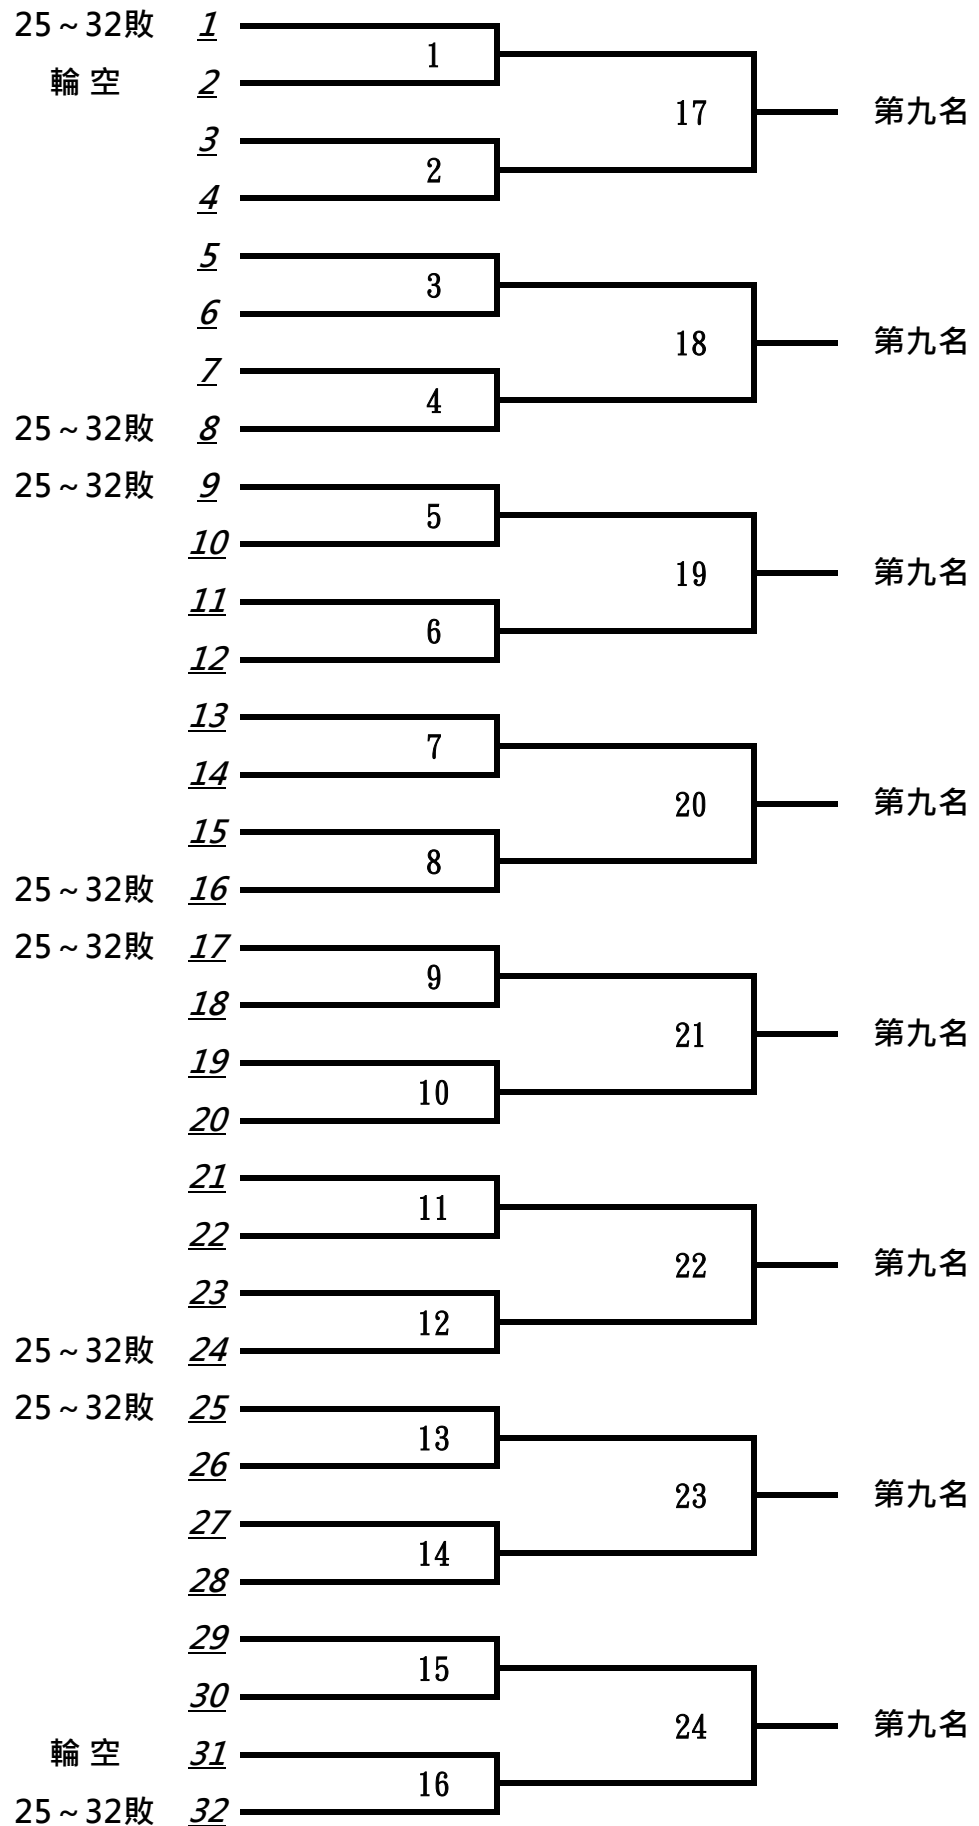 25～32敗 1
1
輪 空 2
17 第九名
3
2
4
5
3
6
18 第九名
7
4
25～32敗 8
25～32敗 9
5
10
19 第九名
11
6
12
13
7
14
20 第九名
15
8
25～32敗 16
25～32敗 17
9
18
21 第九名
19
10
20
21
11
22
22 第九名
23
12
25～32敗 24
25～32敗 25
13
26
23 第九名
27
14
28
29
15
30
24 第九名
輪 空 31
16
25～32敗 32